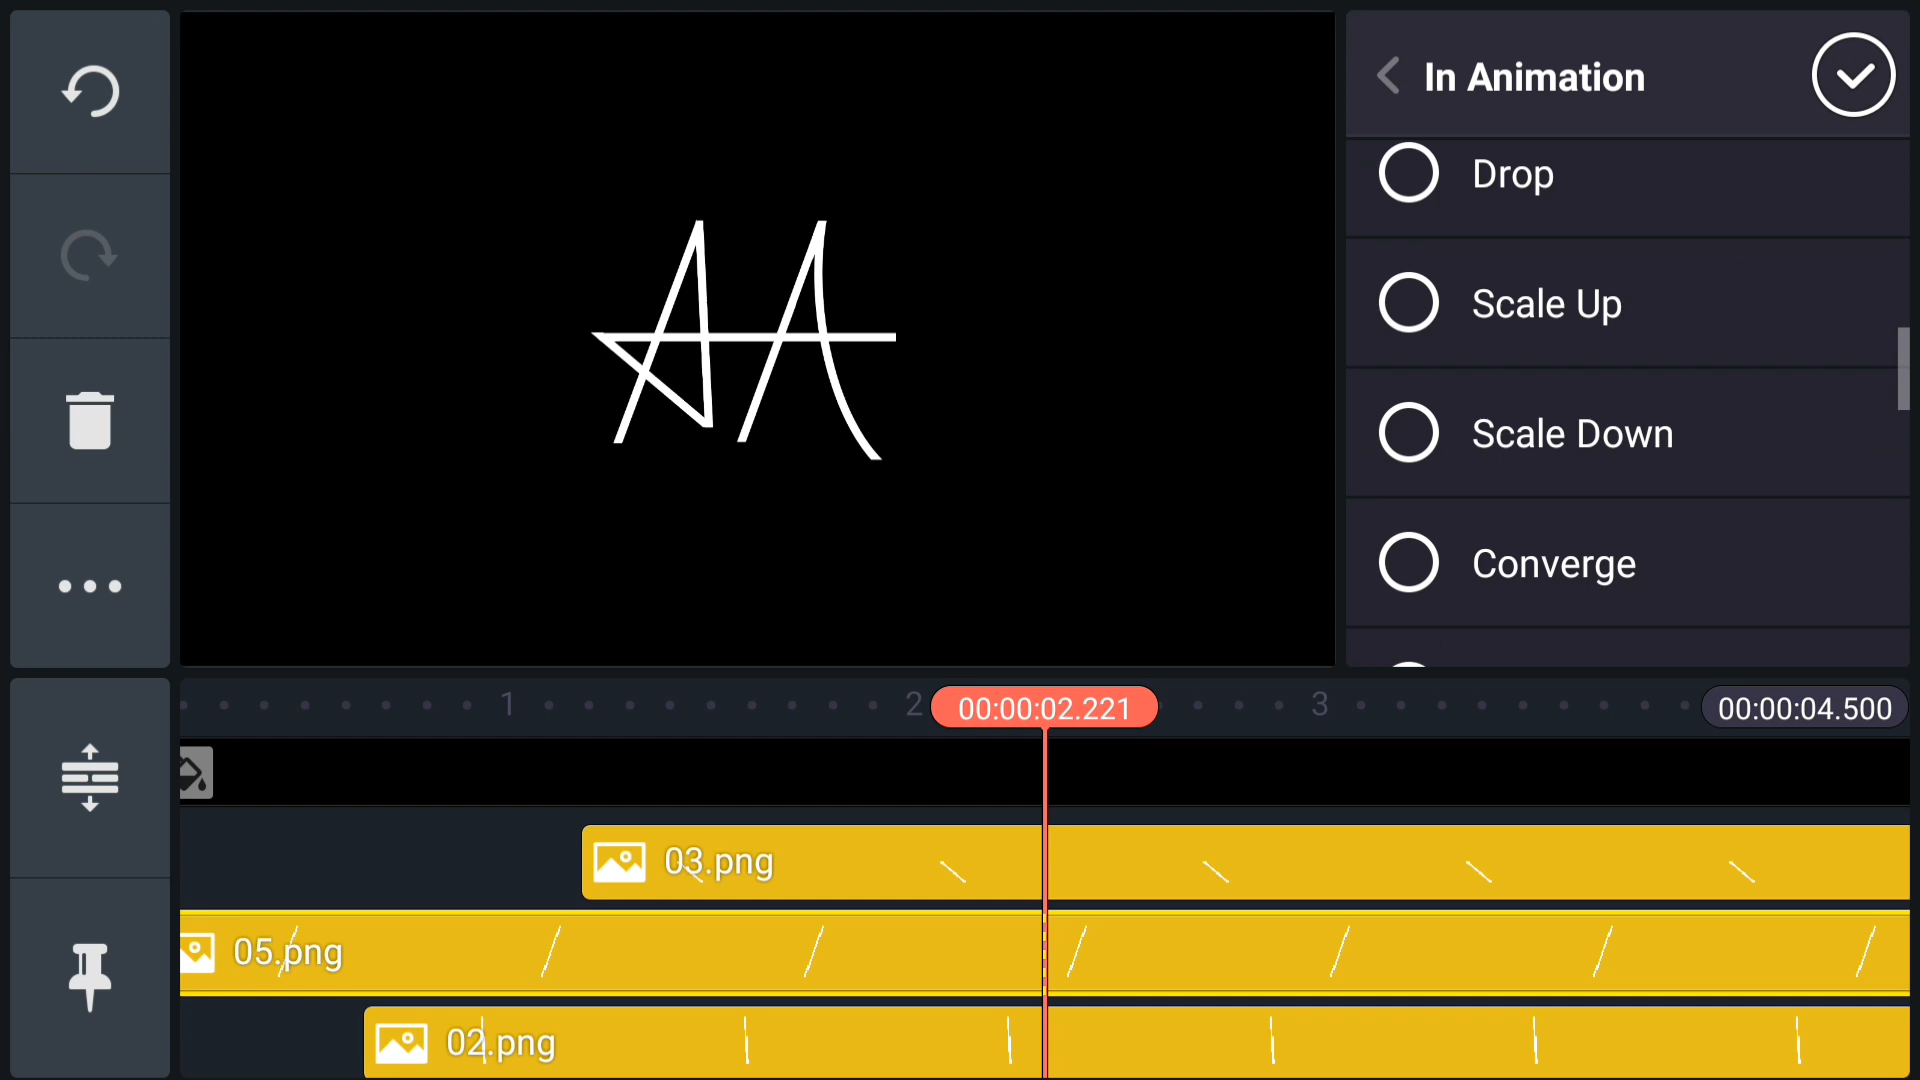 In Animation
Drop
Scale Up
Scale Down
Converge
AA
1
2
00:00:02.221
3
00:00:04.500
03.png
05.png
02.png